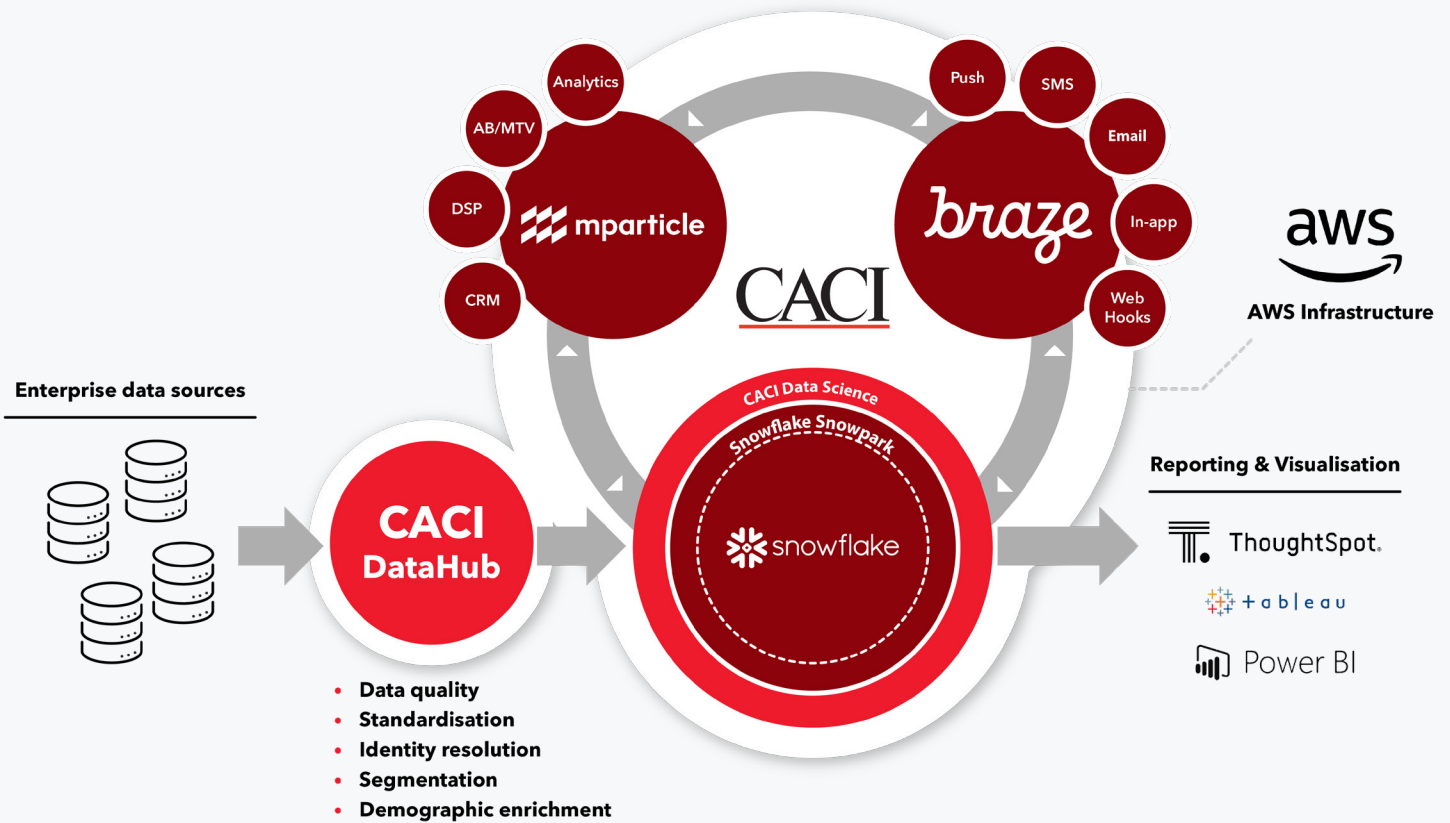 Analytics
AB/MTV
DSP
CRM
mparticle
Push
SMS
Email
In-app
Web
Hooks
braze
CACI
aws
AWS Infrastructure
Enterprise data sources
CACI
DataHub
• Data quality
• Standardisation
• Identity resolution
• Segmentation
• Demographic enrichment
CACI Data Science
Snowflake Snowpark
snowflake
Reporting & Visualisation
ThoughtSpot.
+ableau
Power BI